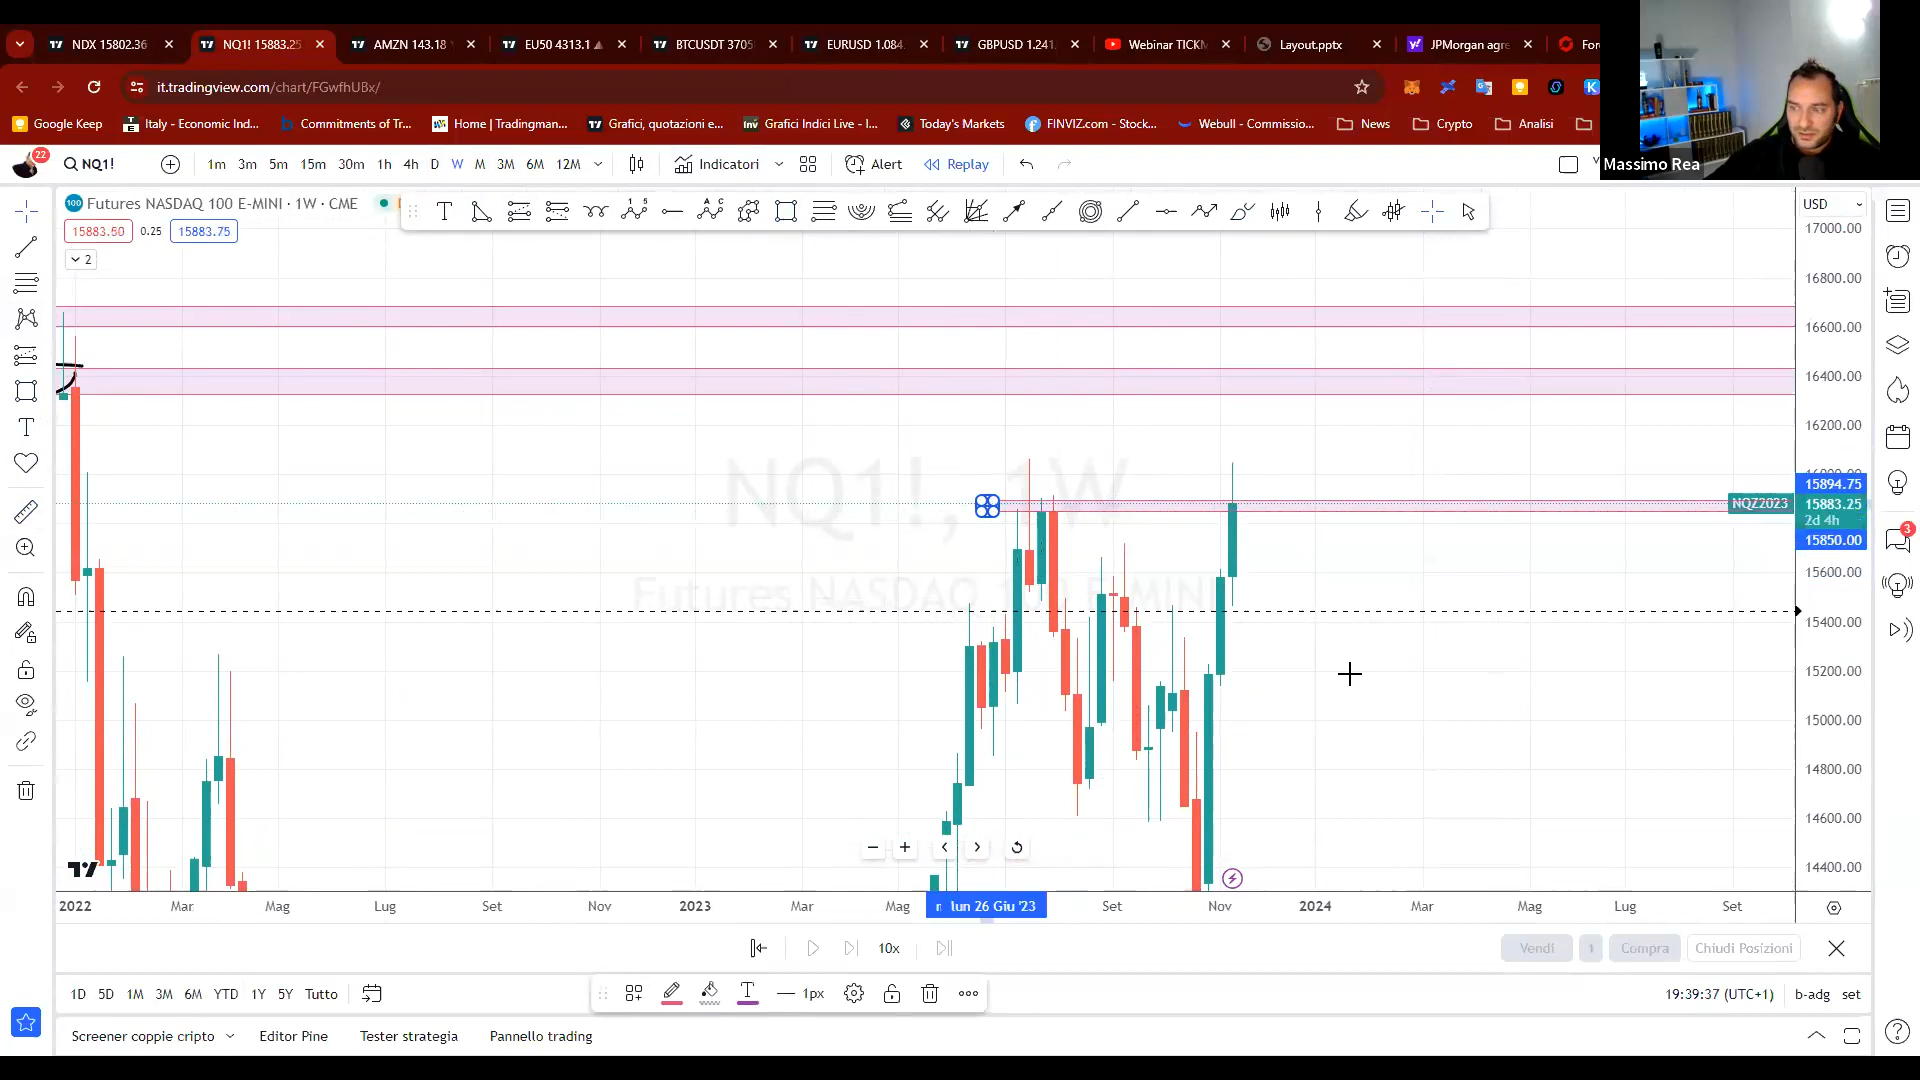 NDX 15802.36
NQ1! 15883.25
AMZN 143.18
EU50 4313.1
BTCUSDT 3705
EURUSD 1.084
GBPUSD 1.241
Webinar TICKM
Layout.pptx
JPMorgan agre
For
it.tradingview.com/chart/FGwfhUBx/
Google Keep
Italy - Economic Ind...
Commitments of Tr...
Home | Tradingman...
Grafici, quotazioni e...
Grafici Indici Live - I...
Today's Markets
FINVIZ.com - Stock...
Webull - Commissio...
News
Crypto
Analisi
Massimo Rea
22
NQ1!
1m 3m 5m 15m 30m 1h 4h D W M 3M 6M 12M
Indicatori
Alert
Replay
Futures NASDAQ 100 E-MINI · 1W · CME
15883.50
0.25
15883.75
2
USD
17000.00
16800.00
16600.00
16400.00
16200.00
16000.00
15894.75
NQZ2023
15883.25
2d 4h
15850.00
15600.00
15400.00
15200.00
15000.00
14800.00
14600.00
14400.00
NQ1!, 1W
Futures NASDAQ 100 E-MINI
3
2022 Mar Mag Lug Set Nov 2023 Mar Mag lun 26 Giu '23 Set Nov 2024 Mar Mag Lug Set
10x
Vendi
1
Compra
Chiudi Posizioni
1D 5D 1M 3M 6M YTD 1Y 5Y Tutto
1px
19:39:37 (UTC+1)
b-adg
set
Screener coppie cripto
Editor Pine
Tester strategia
Pannello trading